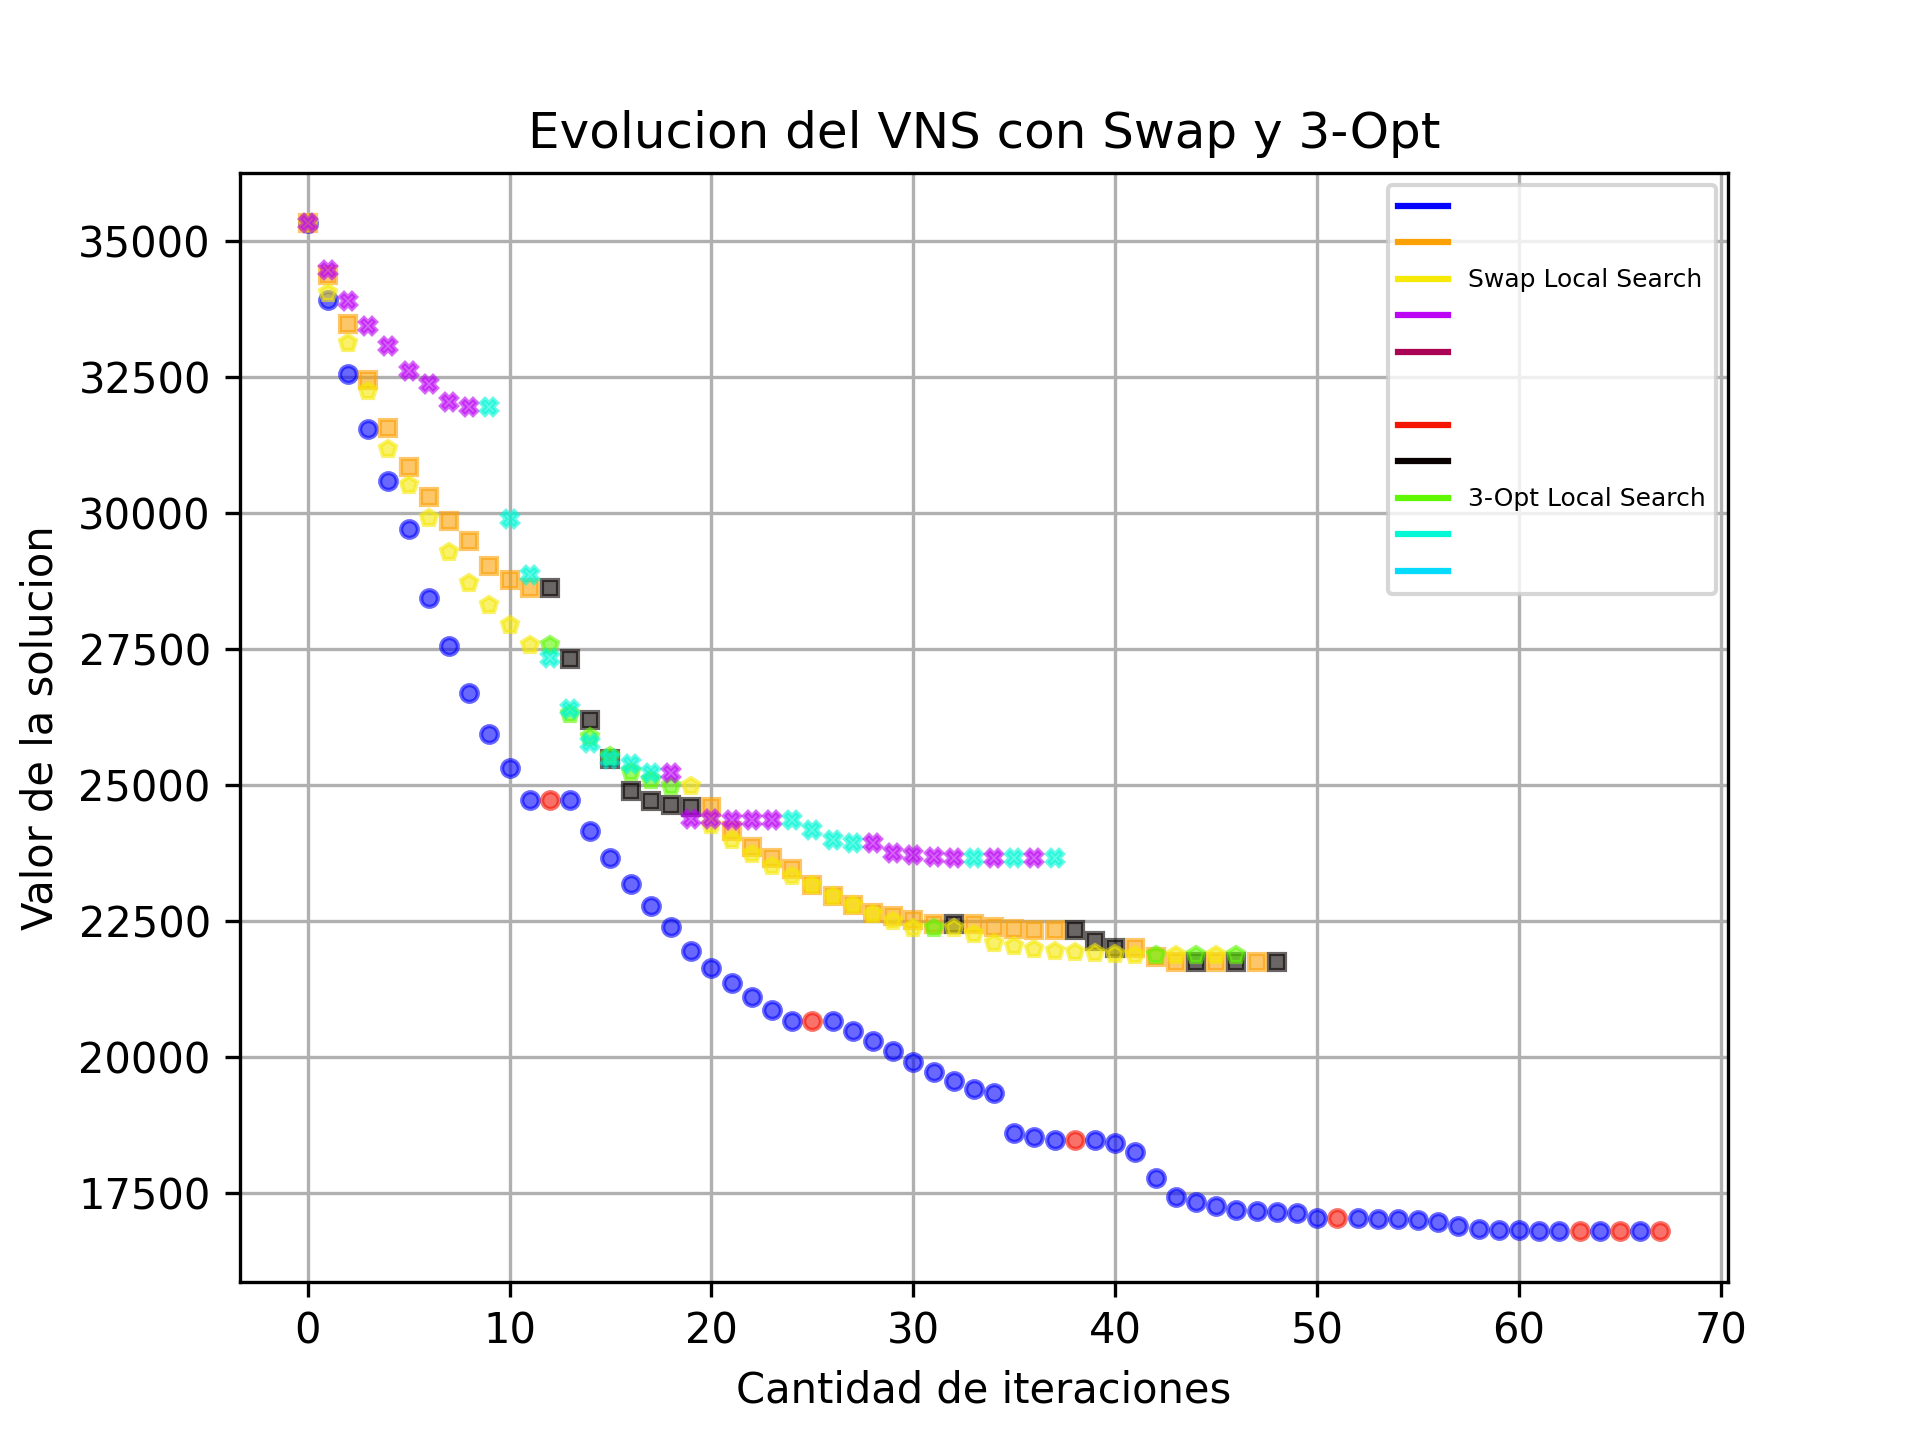 Evolucion del VNS con Swap y 3-Opt
Valor de la solucion
35000
32500
30000
27500
25000
22500
20000
17500
Swap Local Search
3-Opt Local Search
0 10 20 30 40 50 60 70
Cantidad de iteraciones